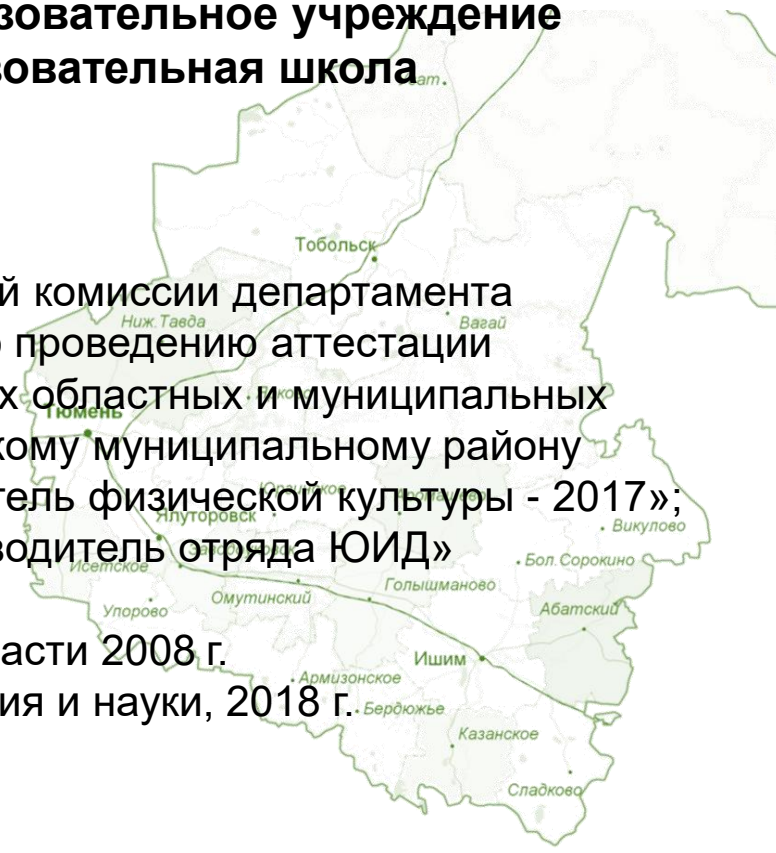 зовательное учреждение
зовательная школа
ат.
Тобольск
й комиссии департамента
Ниж.Тавда
Вагай
о проведению аттестации
х областных и муниципальных
Тюмень
кому муниципальному району
тель физической культуры - 2017»;
Ялуторовск
Викулово
водитель отряда ЮИД»
Исетское
Бол.Сорокино
Голышманово
Омутинский
Упорово
Абатский
асти 2008 г.
Ишим
Армизонское
ия и науки, 2018 г.
Бердюжье
Казанское
Сладково